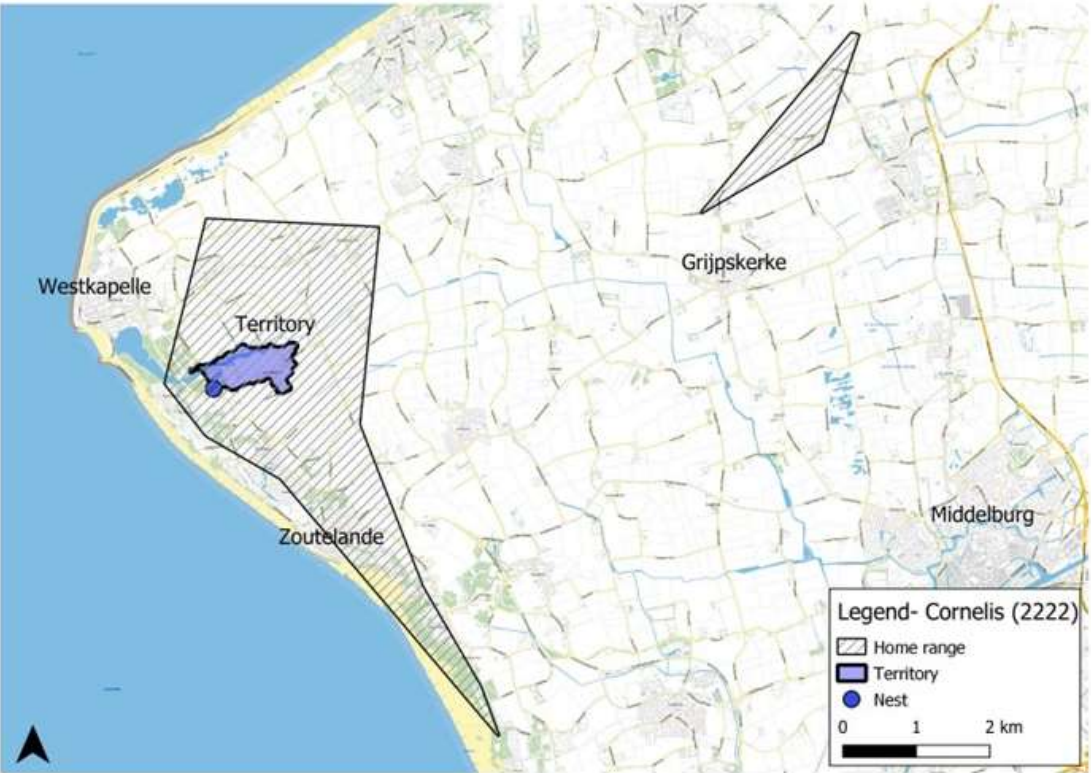 Grijpskerke
Westkapelle
Territory
Middelburg
Zoutelande
Legend- Cornelis (2222)
Home range
Territory
Nest
0 1 2 km